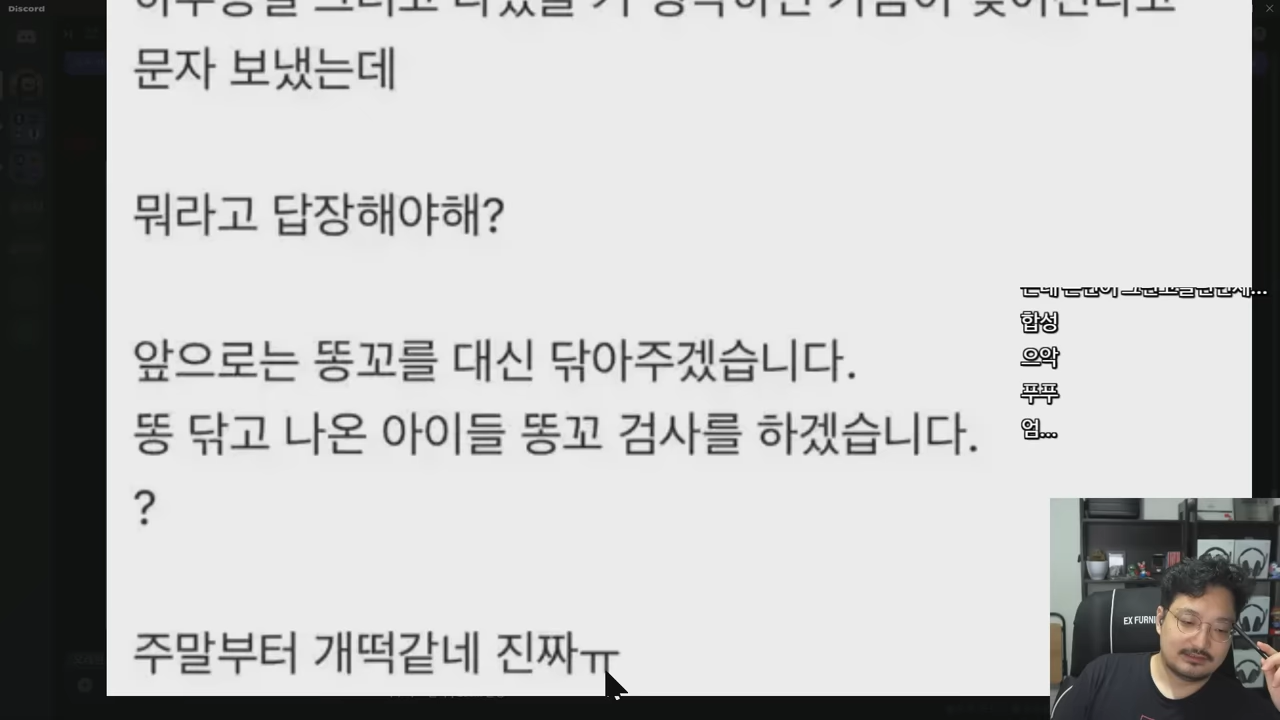 Discord
문자 보냈는데
뭐라고 답장해야해?
앞으로는 똥꼬를 대신 닦아주겠습니다.
똥 닦고 나온 아이들 똥꼬 검사를 하겠습니다.
?
주말부터 개떡같네 진짜ㅠ
합성
으악
푸푸
엄...
EX FURNI